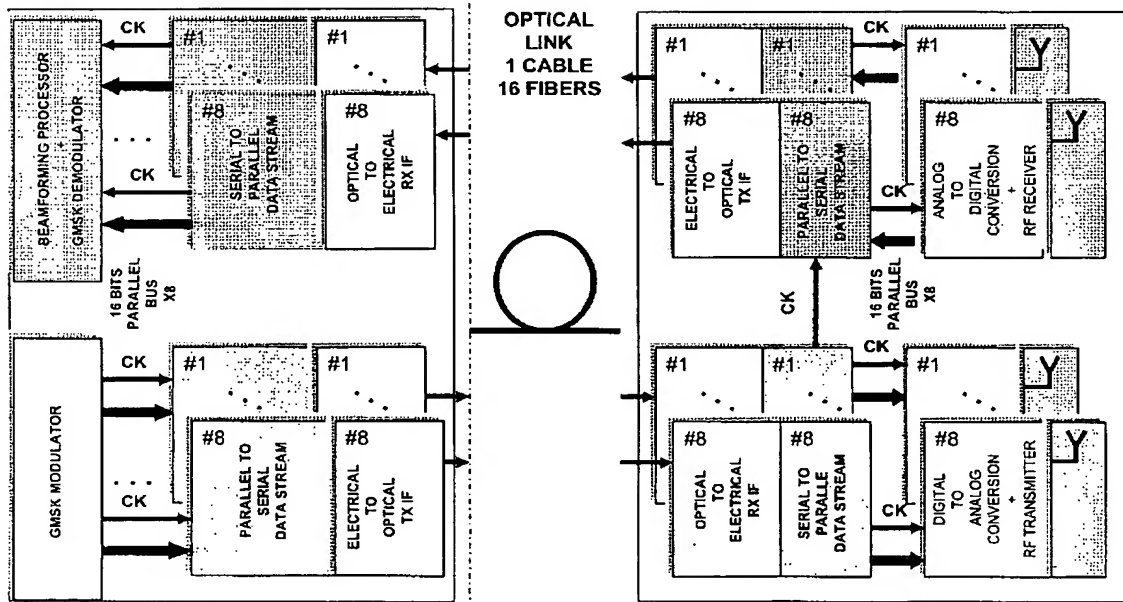 BEAMFORMING PROCESSOR
+
GMSK DEMODULATOR
CK
. . .
CK
16 BITS
PARALLEL
BUS
X8
#1
#8
SERIAL TO
PARALLEL
DATA STREAM
#1
#8
OPTICAL
TO
ELECTRICAL
RX IF
GMSK MODULATOR
CK
. . .
. . .
CK
#1
#8
PARALLEL TO
SERIAL
DATA STREAM
#1
#8
ELECTRICAL
TO
OPTICAL
TX IF
OPTICAL
LINK
1 CABLE
16 FIBERS
#1
#8
ELECTRICAL
TO
OPTICAL
TX IF
#1
#8
PARALLEL TO
SERIAL
DATA STREAM
CK
CK
#1
#8
ANALOG
TO
DIGITAL
CONVERSION
+
RF RECEIVER
CK
16 BITS
PARALLEL
BUS
X8
#1
#8
OPTICAL
TO
ELECTRICAL
RX IF
#1
#8
SERIAL TO
PARALLE
DATA STREAM
CK
CK
#1
#8
DIGITAL
TO
ANALOG
CONVERSION
+
RF TRANSMITTER